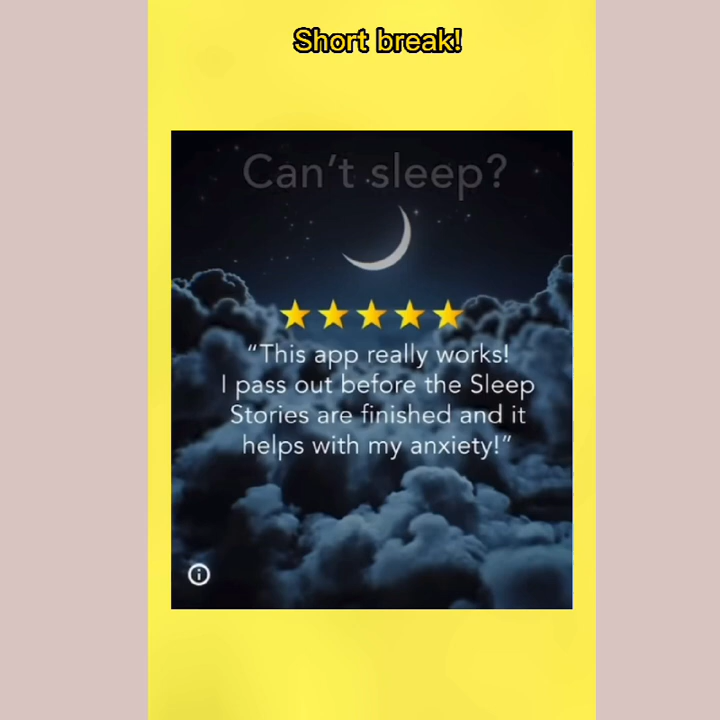 Short break!
Can't sleep?
“This app really works!
I pass out before the Sleep
Stories are finished and it
helps with my anxiety!”